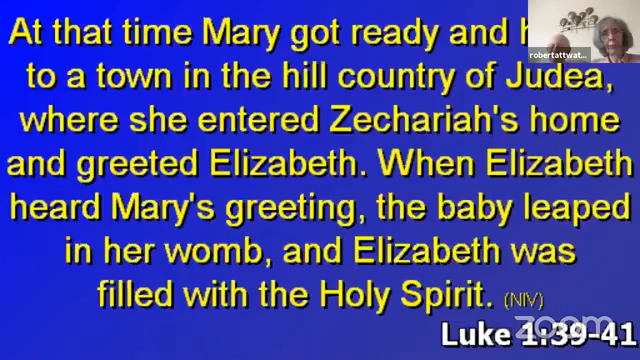 At that time Mary got ready and
to a town in the hill country of Judea,
where she entered Zechariah's home
and greeted Elizabeth. When Elizabeth
heard Mary's greeting, the baby leaped
in her womb, and Elizabeth was
filled with the Holy Spirit. (NIV)
Luke 1:39-41
robertattwat...
zoom